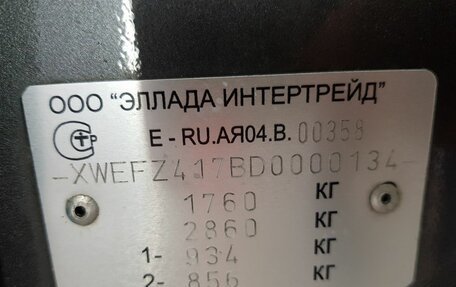 ООО “ЭЛЛАДА ИНТЕРТРЕЙД”
Е - RU.АЯ04.В.00358
-XWEFZ417BD0000134-
1760 КГ
2860 КГ
1- 934 КГ
2- 856 КГ